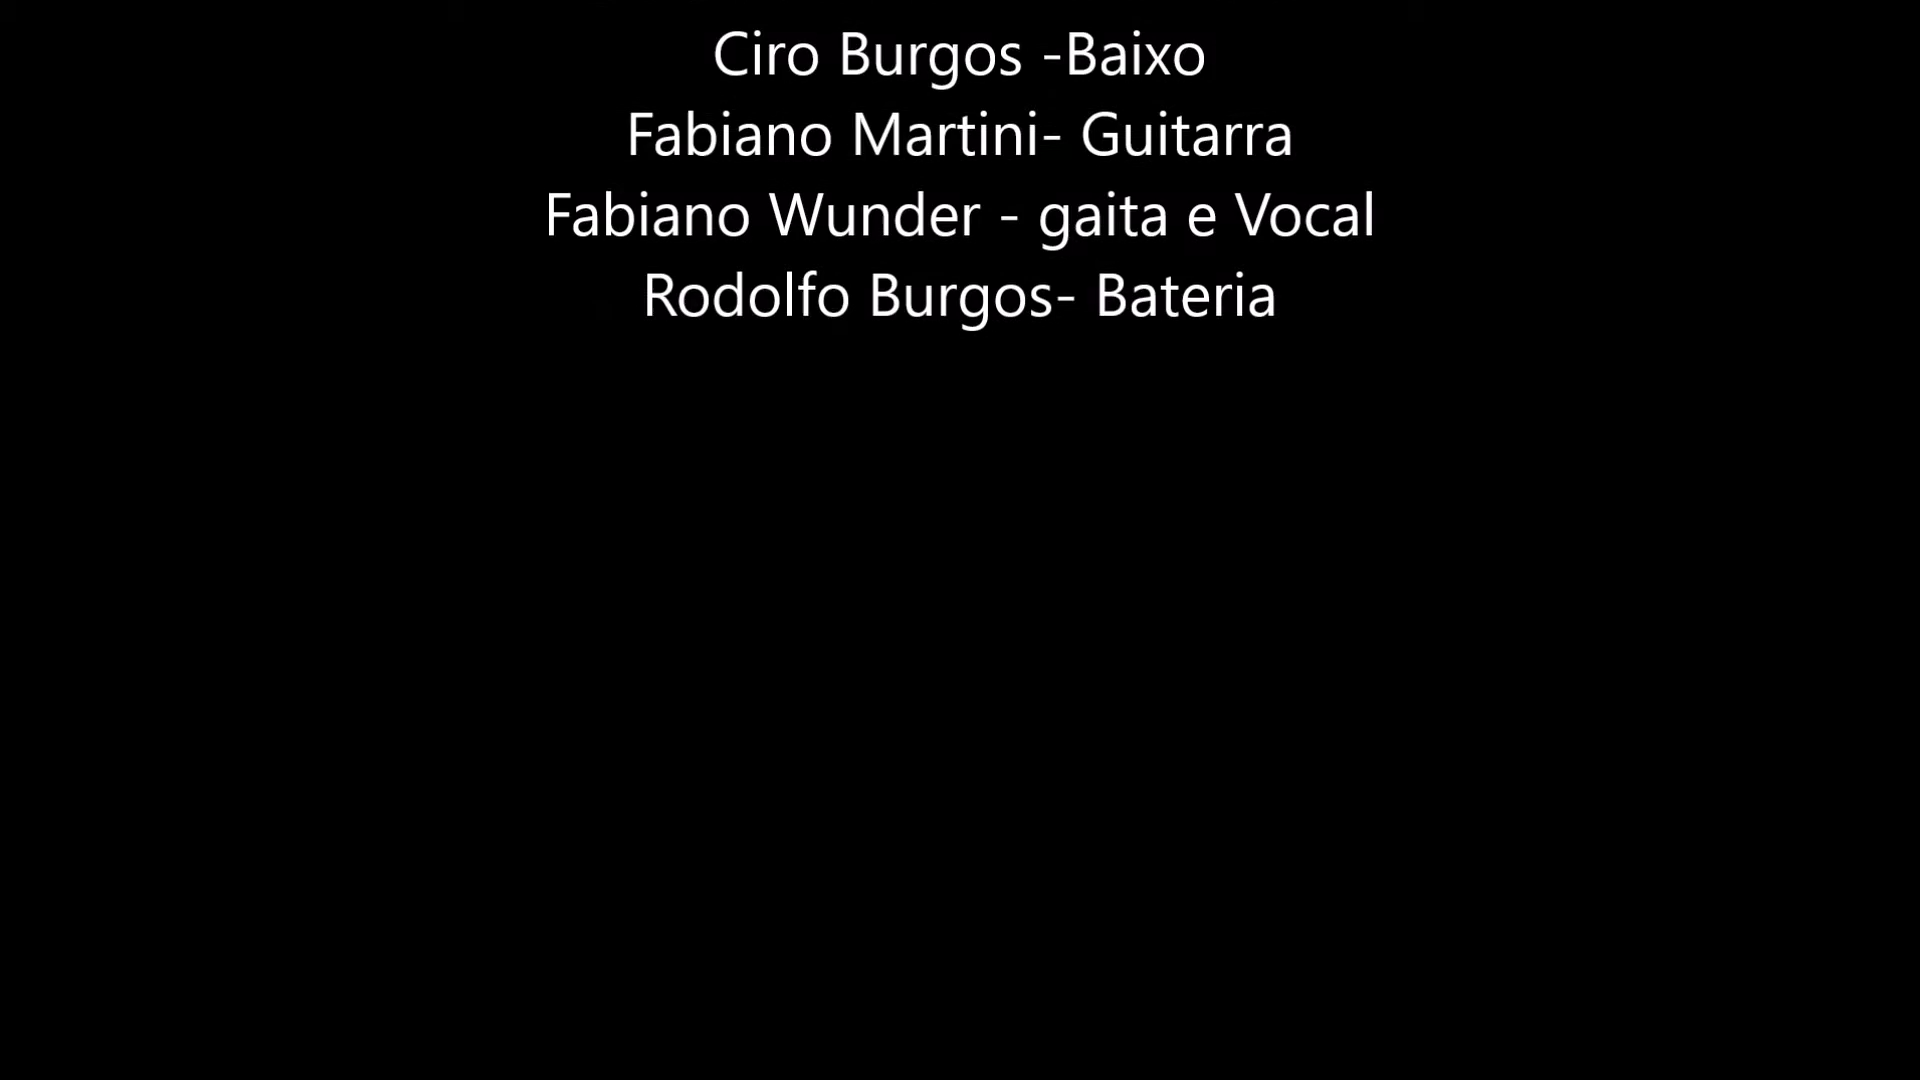 Ciro Burgos -Baixo
Fabiano Martini- Guitarra
Fabiano Wunder - gaita e Vocal
Rodolfo Burgos- Bateria